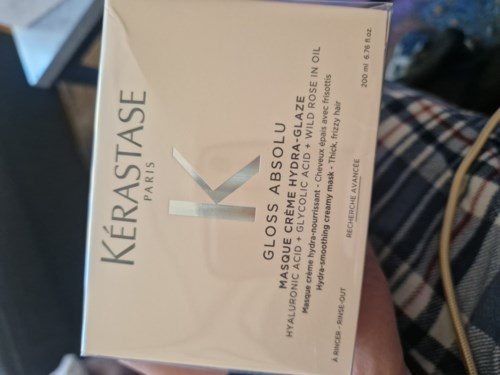 KÉRASTASE
PARIS
K
GLOSS ABSOLU
MASQUE CRÈME HYDRA-GLAZE
HYALURONIC ACID + GLYCOLIC ACID + WILD ROSE IN OIL
Masque crème hydra-nourrissant - Cheveux épais avec frisottis
Hydra-smoothing creamy mask - Thick, frizzy hair
À RINCER - RINSE-OUT
RECHERCHE AVANCÉE
200 ml 6.76 fl.oz.